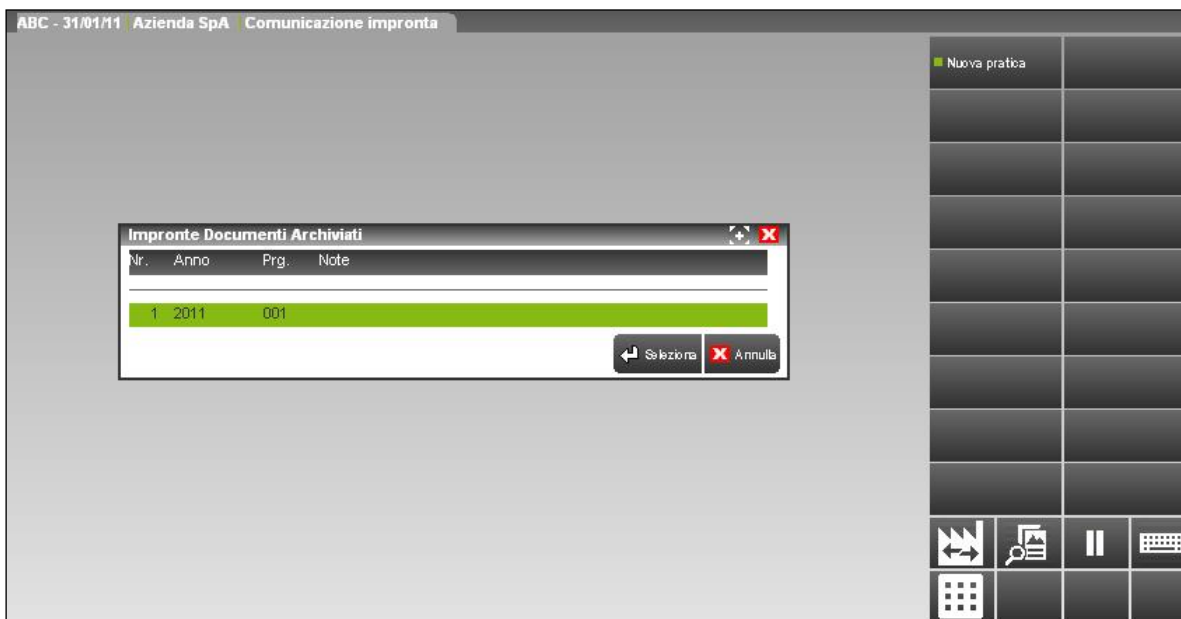 ABC - 31/01/11 Azienda SpA Comunicazione impronta
Nuova pratica
Impronte Documenti Archiviati
Nr. Anno Prg. Note
1 2011 001
Seleziona Annulla